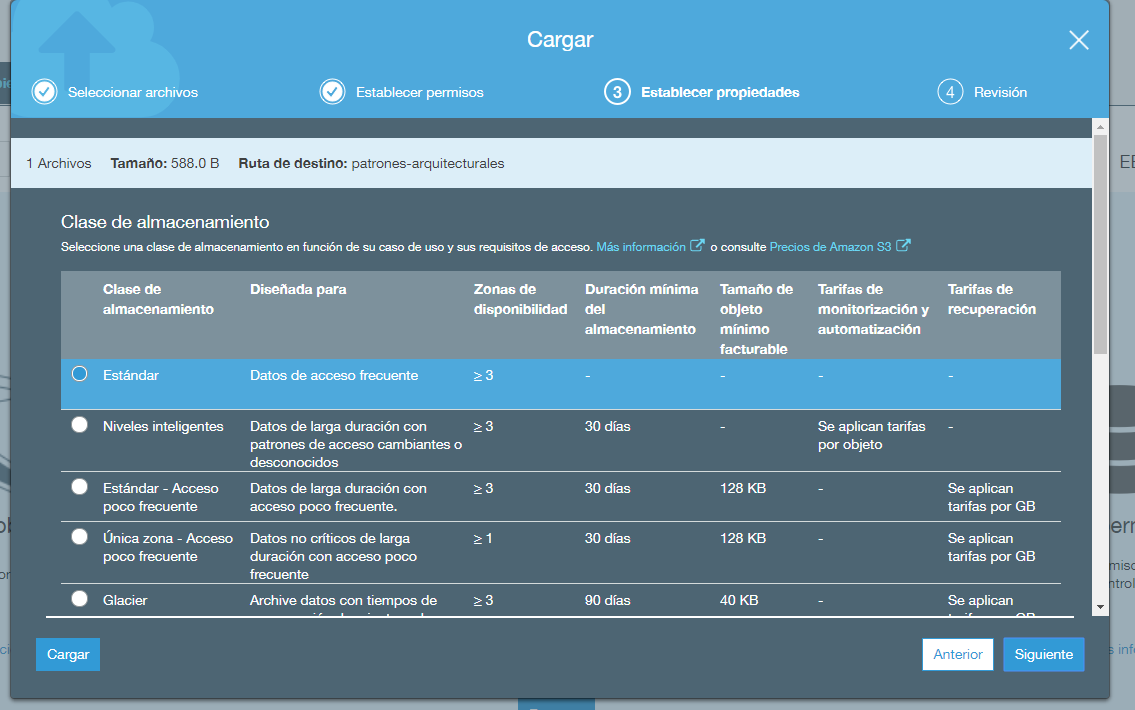 Cargar
Seleccionar archivos
Establecer permisos
3 Establecer propiedades
4 Revisión
1 Archivos Tamaño: 588.0 B Ruta de destino: patrones-arquitecturales
Clase de almacenamiento
Seleccione una clase de almacenamiento en función de su caso de uso y sus requisitos de acceso. Más información o consulte Precios de Amazon S3
Clase de almacenamiento
Diseñada para
Zonas de disponibilidad
Duración mínima del almacenamiento
Tamaño de objeto mínimo facturable
Tarifas de monitorización y automatización
Tarifas de recuperación
Estándar
Datos de acceso frecuente
≥ 3
-
-
-
-
Niveles inteligentes
Datos de larga duración con
patrones de acceso cambiantes o
desconocidos
≥ 3
30 días
-
Se aplican tarifas
por objeto
-
Estándar - Acceso
poco frecuente
Datos de larga duración con
acceso poco frecuente.
≥ 3
30 días
128 KB
-
Se aplican
tarifas por GB
Única zona - Acceso
poco frecuente
Datos no críticos de larga
duración con acceso poco
frecuente
≥ 1
30 días
128 KB
-
Se aplican
tarifas por GB
Glacier
Archive datos con tiempos de
≥ 3
90 días
40 KB
-
Se aplican
Cargar
Anterior
Siguiente